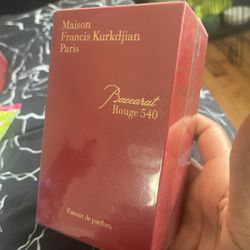 Maison
Francis Kurkdjian
Paris
Baccarat
Rouge 540
Extrait de parfum